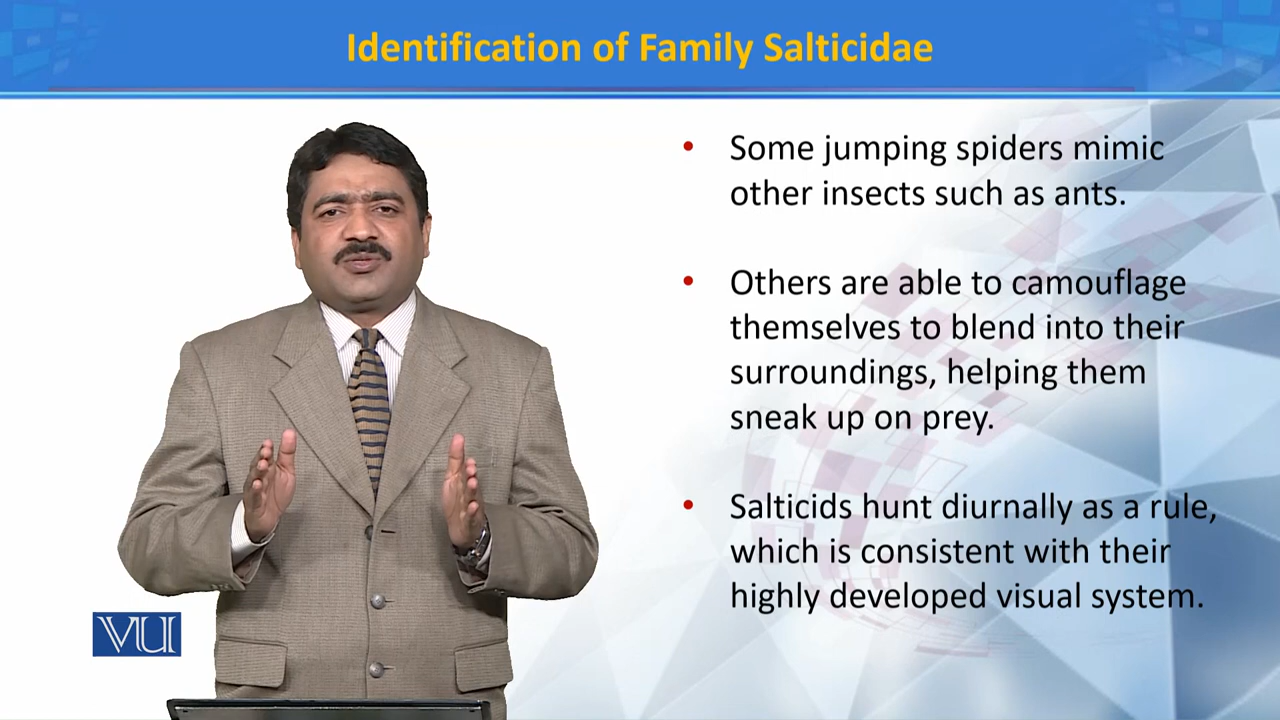 Identification of Family Salticidae
• Some jumping spiders mimic
other insects such as ants.
• Others are able to camouflage
themselves to blend into their
surroundings, helping them
sneak up on prey.
• Salticids hunt diurnally as a rule,
which is consistent with their
highly developed visual system.
VU